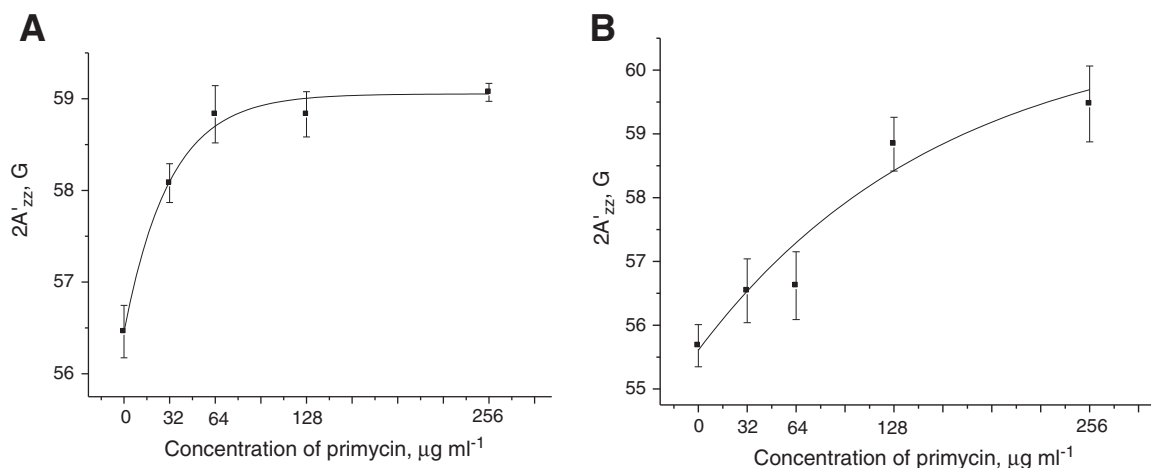 A
2A'zz, G
59
58
57
56
0 32 64 128 256
Concentration of primycin, μg ml-1
B
2A'zz, G
60
59
58
57
56
55
0 32 64 128 256
Concentration of primycin, μg ml-1